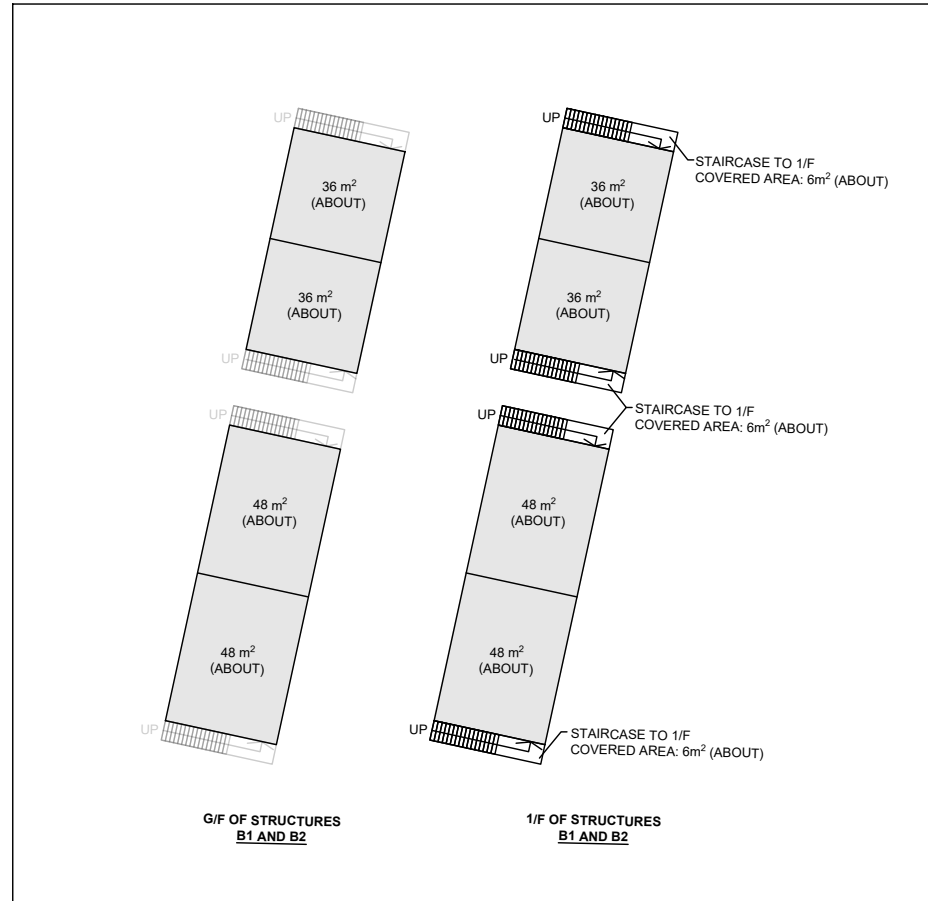 UP
36 m²
(ABOUT)
36 m²
(ABOUT)
UP
UP
48 m²
(ABOUT)
48 m²
(ABOUT)
UP
G/F OF STRUCTURES
B1 AND B2
UP
STAIRCASE TO 1/F
COVERED AREA: 6m² (ABOUT)
36 m²
(ABOUT)
36 m²
(ABOUT)
UP
STAIRCASE TO 1/F
COVERED AREA: 6m² (ABOUT)
UP
48 m²
(ABOUT)
48 m²
(ABOUT)
UP
STAIRCASE TO 1/F
COVERED AREA: 6m² (ABOUT)
1/F OF STRUCTURES
B1 AND B2